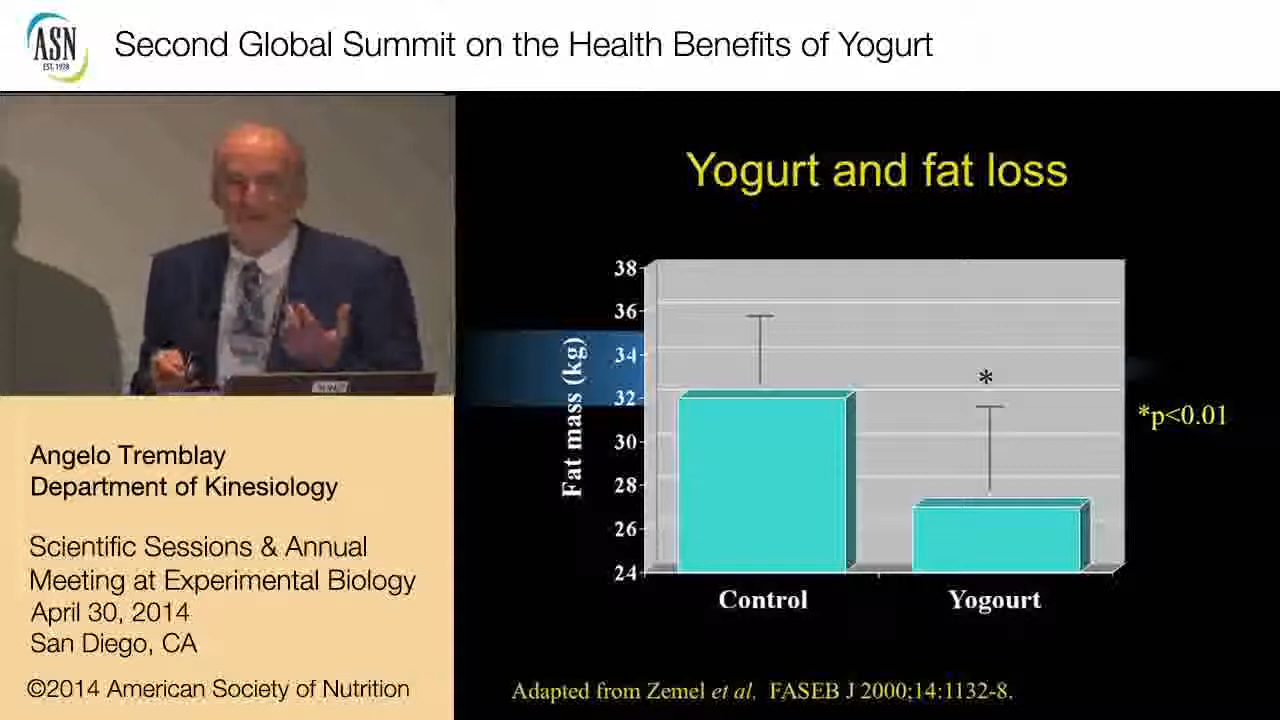 ASN
EST. 1928
Second Global Summit on the Health Benefits of Yogurt
Yogurt and fat loss
38
36
34
32
30
28
26
24
Fat mass (kg)
*
*p<0.01
Control
Yogourt
Adapted from Zemel et al. FASEB J 2000;14:1132-8.
Angelo Tremblay
Department of Kinesiology
Scientific Sessions & Annual
Meeting at Experimental Biology
April 30, 2014
San Diego, CA
©2014 American Society of Nutrition